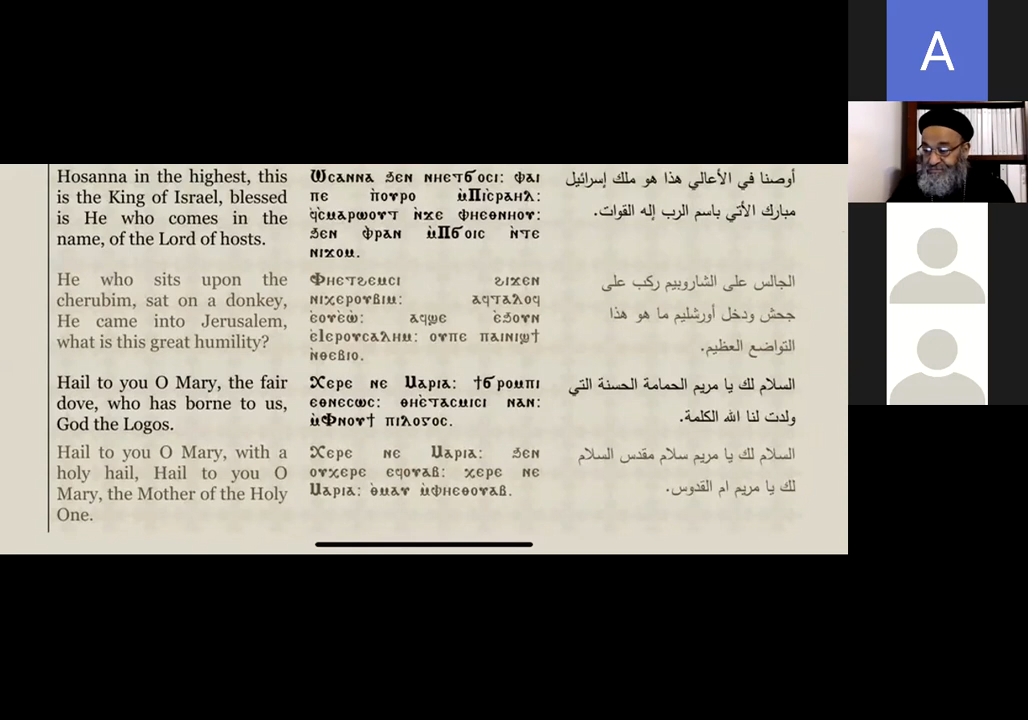 A
Hosanna in the highest, this
is the King of Israel, blessed
is He who comes in the
name, of the Lord of hosts.
Ⲱⲥⲁⲛⲛⲁ ϧⲉⲛ ⲛⲏⲉⲧϭⲟⲥⲓ: ⲫⲁⲓ
ⲡⲉ ⲡ̀ⲟⲩⲣⲟ ⲙ̀Ⲡⲓⲥⲣⲁⲏⲗ:
ϥ̀ⲥⲙⲁⲣⲱⲟⲩⲧ ⲛ̀ϫⲉ ⲫⲏⲉⲑⲛⲏⲟⲩ:
ϧⲉⲛ ⲫ̀ⲣⲁⲛ ⲙ̀Ⲡϭⲟⲓⲥ ⲛ̀ⲧⲉ
ⲛⲓϫⲟⲙ.
أوصنا في الأعالي هذا هو ملك إسرائيل
مبارك الأتي باسم الرب إله القوات.
He who sits upon the
cherubim, sat on a donkey,
He came into Jerusalem,
what is this great humility?
Ⲫⲏⲉⲧϩⲉⲙⲥⲓ ϩⲓϫⲉⲛ
ⲛⲓⲭⲉⲣⲟⲩⲃⲓⲙ: ⲁϥⲧⲁⲗⲟϥ
ⲉ̀ⲟⲩⲉ̀ⲱ̀: ⲁϥϣⲉ ⲉ̀ϧⲟⲩⲛ
ⲉ̀Ⲓⲉⲣⲟⲩⲥⲁⲗⲏⲙ: ⲟⲩⲡⲉ ⲡⲁⲓⲛⲓϣϯ
ⲛ̀ⲑⲉⲃⲓⲟ.
الجالس على الشاروبيم ركب على
جحش ودخل أورشليم ما هو هذا
التواضع العظيم.
Hail to you O Mary, the fair
dove, who has borne to us,
God the Logos.
Ⲭⲉⲣⲉ ⲛⲉ Ⲙⲁⲣⲓⲁ: ϯϭⲣⲟⲙⲡⲓ
ⲉⲑⲛⲉⲥⲱⲥ: ⲑⲏⲉ̀ⲧⲁⲥⲙⲓⲥⲓ ⲛⲁⲛ:
ⲙ̀Ⲫⲛⲟⲩϯ ⲡⲓⲗⲟⲅⲟⲥ.
السلام لك يا مريم الحمامة الحسنة التي
ولدت لنا الله الكلمة.
Hail to you O Mary, with a
holy hail, Hail to you O
Mary, the Mother of the Holy
One.
Ⲭⲉⲣⲉ ⲛⲉ Ⲙⲁⲣⲓⲁ: ϧⲉⲛ
ⲟⲩⲭⲉⲣⲉ ⲉϥⲟⲩⲁⲃ: ⲭⲉⲣⲉ ⲛⲉ
Ⲙⲁⲣⲓⲁ: ⲑ̀ⲙⲁⲩ ⲙ̀ⲫⲏⲉⲑⲟⲩⲁⲃ.
السلام لك يا مريم سلام مقدس السلام
لك يا مريم ام القدوس.